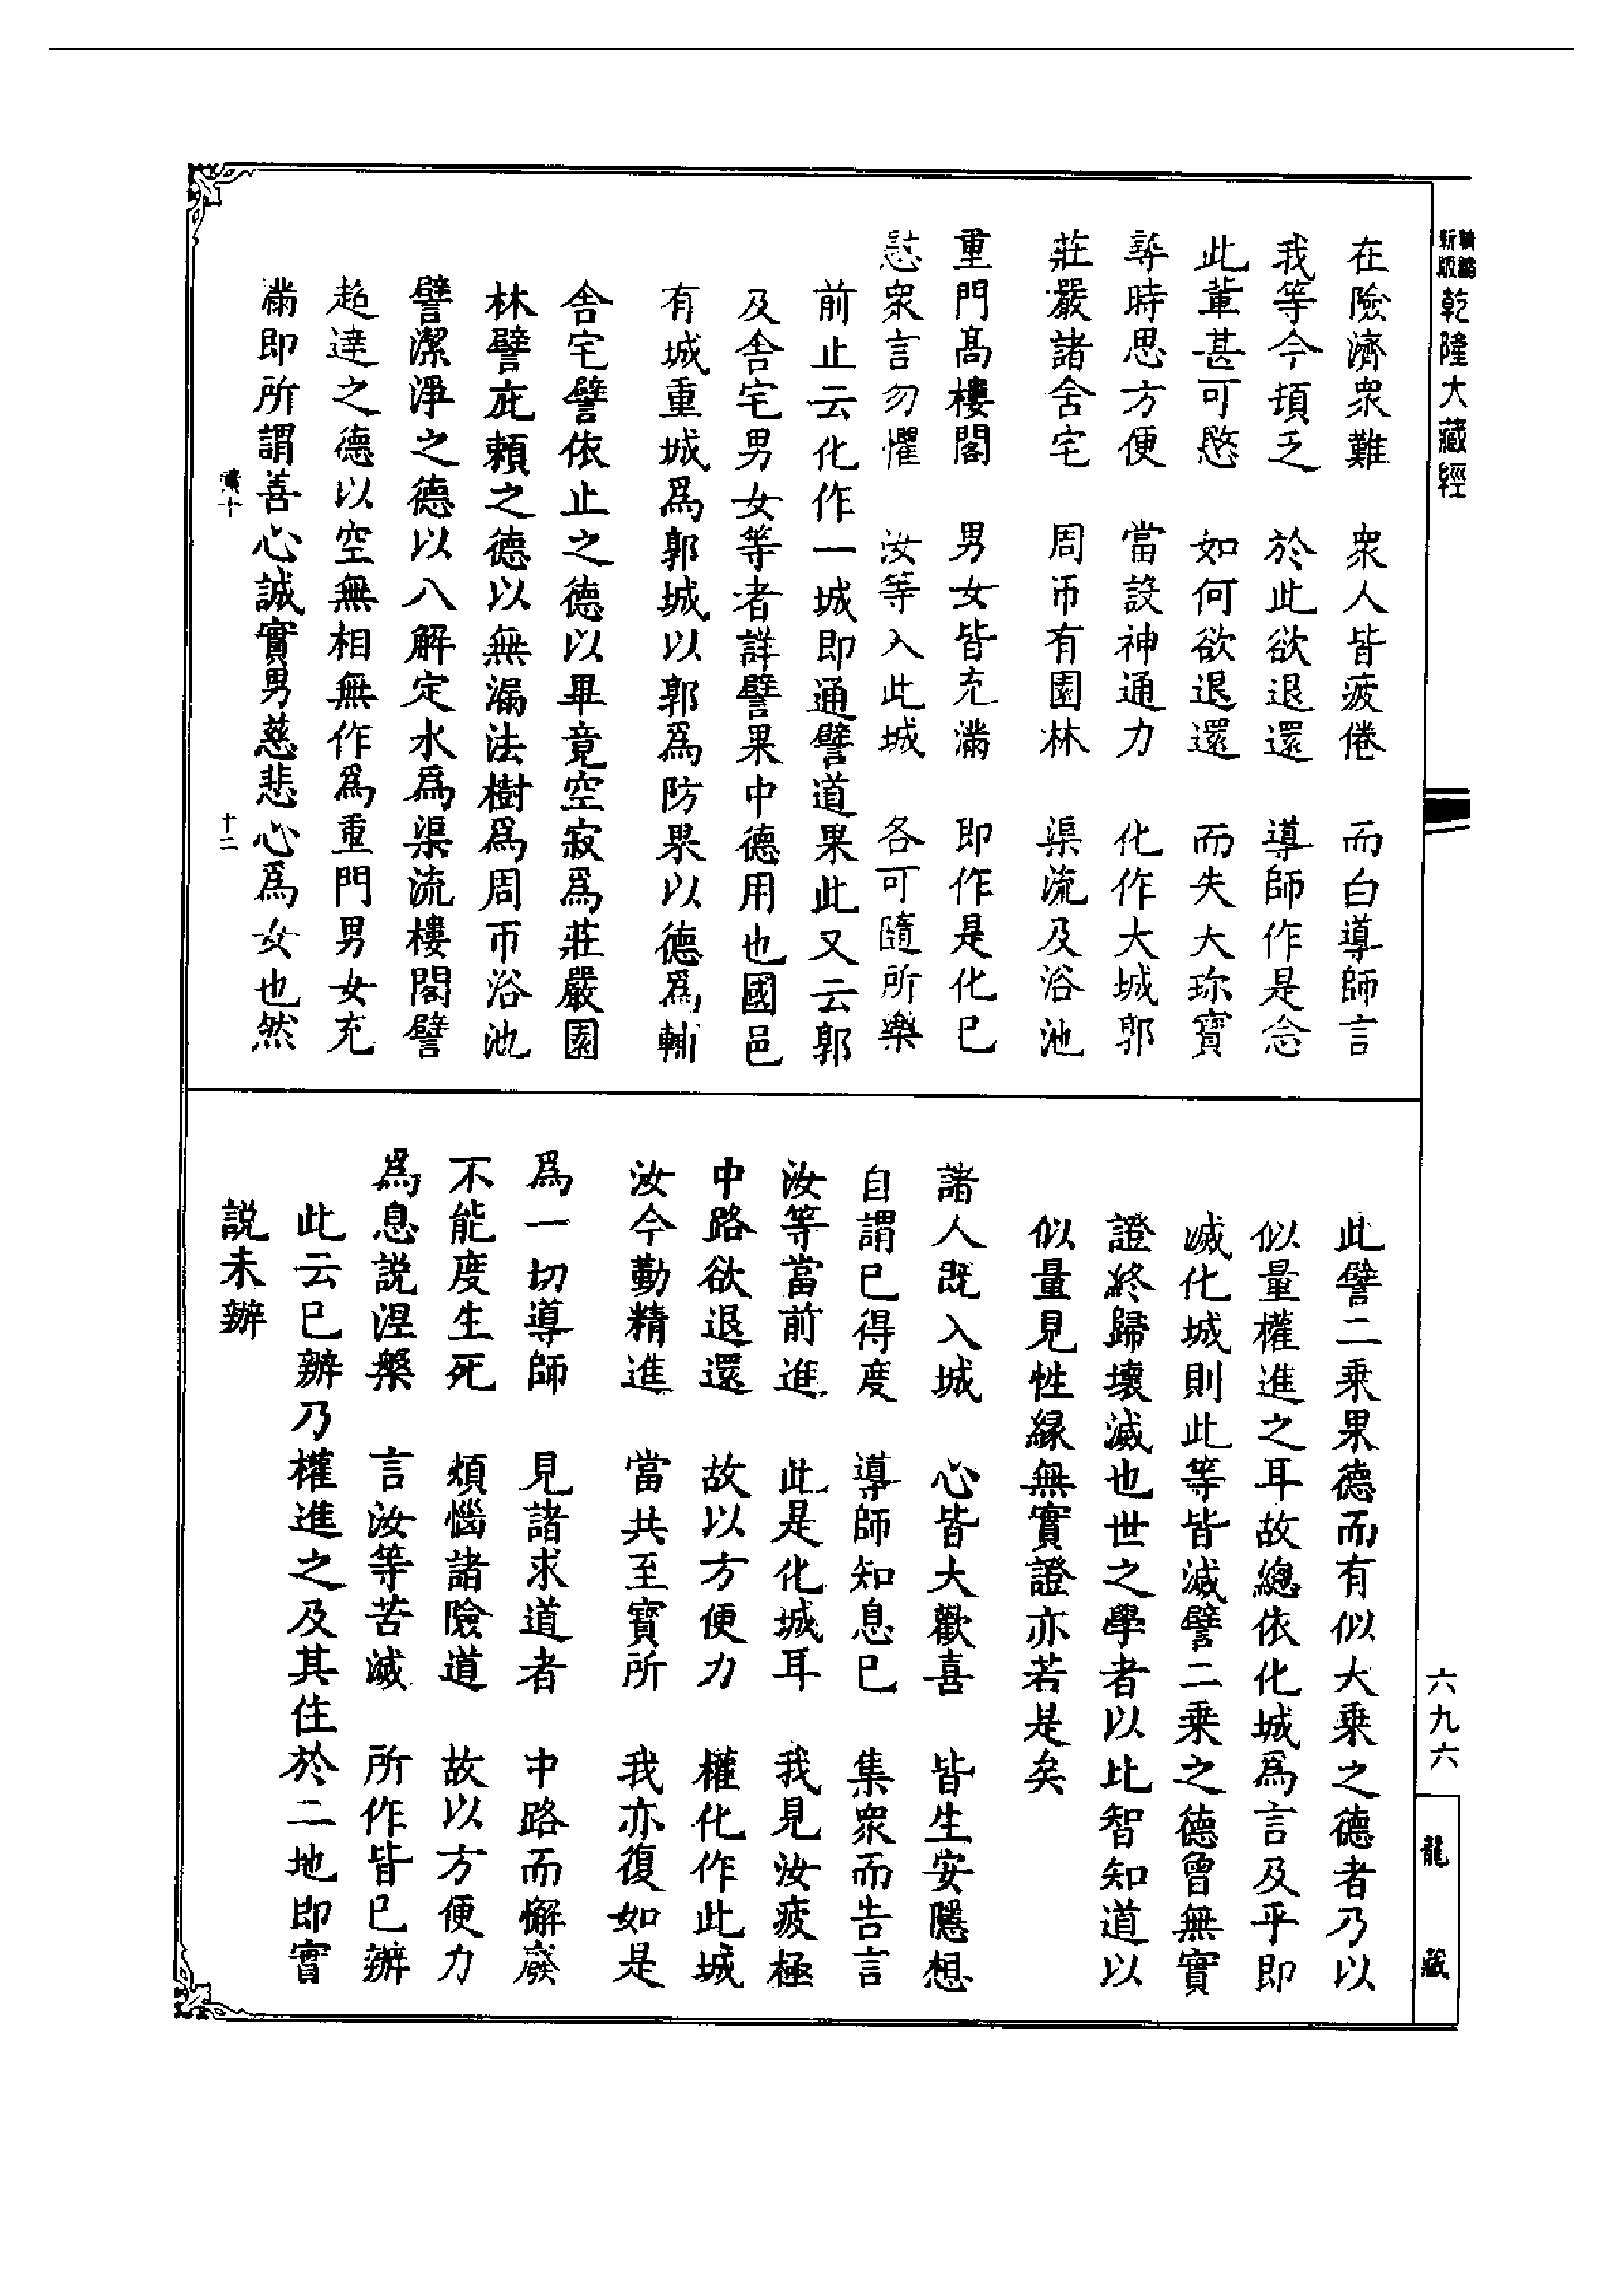 精編
新版
乾隆大藏經
在險濟衆難　衆人皆疲倦　而白導師言
我等今頓乏　於此欲退還　導師作是念
此輩甚可愍　如何欲退還　而失大珍寶
尋時思方便　當設神通力　化作大城郭
莊嚴諸舍宅　周帀有園林　渠流及浴池
重門高樓閣　男女皆充滿　即作是化已
慰衆言勿懼　汝等入此城　各可隨所樂
前止云化作一城即通譬道果此又云郭
及舍宅男女等者詳譬果中德用也國邑
有城重城爲郭城以郭爲防果以德爲輔
舍宅譬依止之德以畢竟空寂爲莊嚴園
林譬庇賴之德以無漏法樹爲周帀浴池
譬潔淨之德以八解定水爲渠流樓閣譬
超達之德以空無相無作爲重門男女充
滿即所謂善心誠實男慈悲心爲女也然
十二
此譬二乘果德而有似大乘之德者乃以
似量權進之耳故總依化城爲言及乎即
滅化城則此等皆滅譬二乘之德曾無實
證終歸壞滅也世之學者以比智知道以
似量見性緣無實證亦若是矣
諸人既入城　心皆大歡喜　皆生安隱想
自謂已得度　導師知息已　集衆而告言
汝等當前進　此是化城耳　我見汝疲極
中路欲退還　故以方便力　權化作此城
汝今勤精進　當共至寶所　我亦復如是
爲一切導師　見諸求道者　中路而懈廢
不能度生死　煩惱諸險道　故以方便力
爲息説涅槃　言汝等苦滅　所作皆已辦
此云已辦乃權進之及其住於二地即實
説未辦
六九六
龍藏